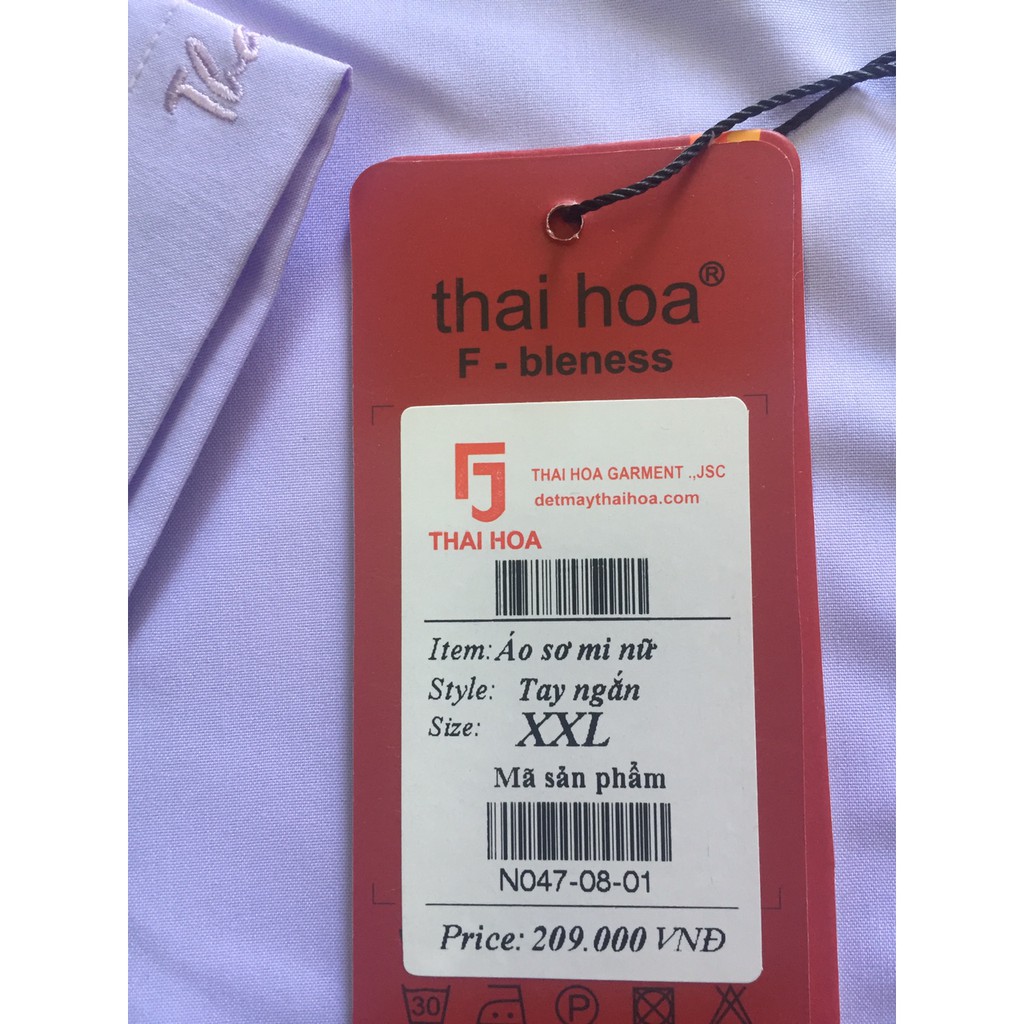 thai hoa®
F - bleness
THAI HOA GARMENT .,JSC
detmaythaihoa.com
THAI HOA
Item: Áo sơ mi nữ
Style: Tay ngắn
Size: XXL
Mã sản phẩm
N047-08-01
Price: 209.000 VNĐ
30
P